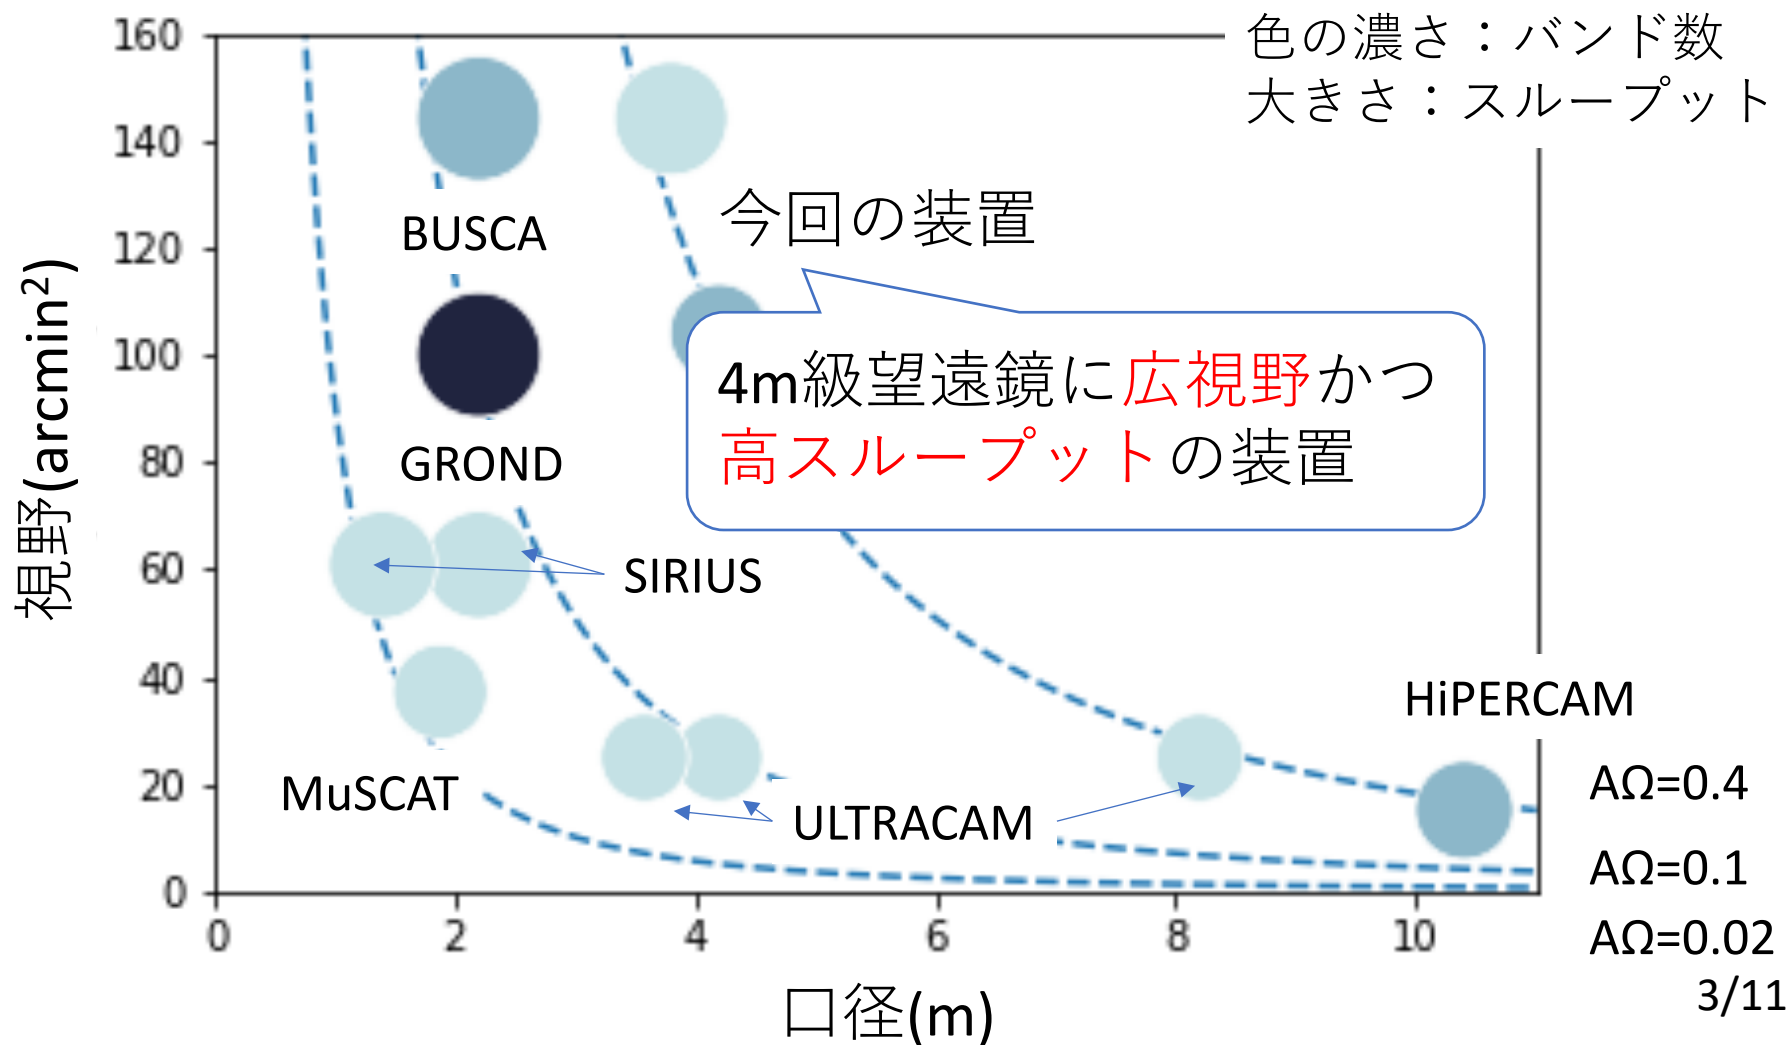 色の濃さ：バンド数
大きさ：スループット
160
140
120
100
80
60
40
20
0
視野(arcmin²)
BUSCA
今回の装置
4m級望遠鏡に広視野かつ
高スループットの装置
GROND
SIRIUS
HiPERCAM
MuSCAT
ULTRACAM
AΩ=0.4
AΩ=0.1
AΩ=0.02
0 2 4 6 8 10
口径(m)
3/11